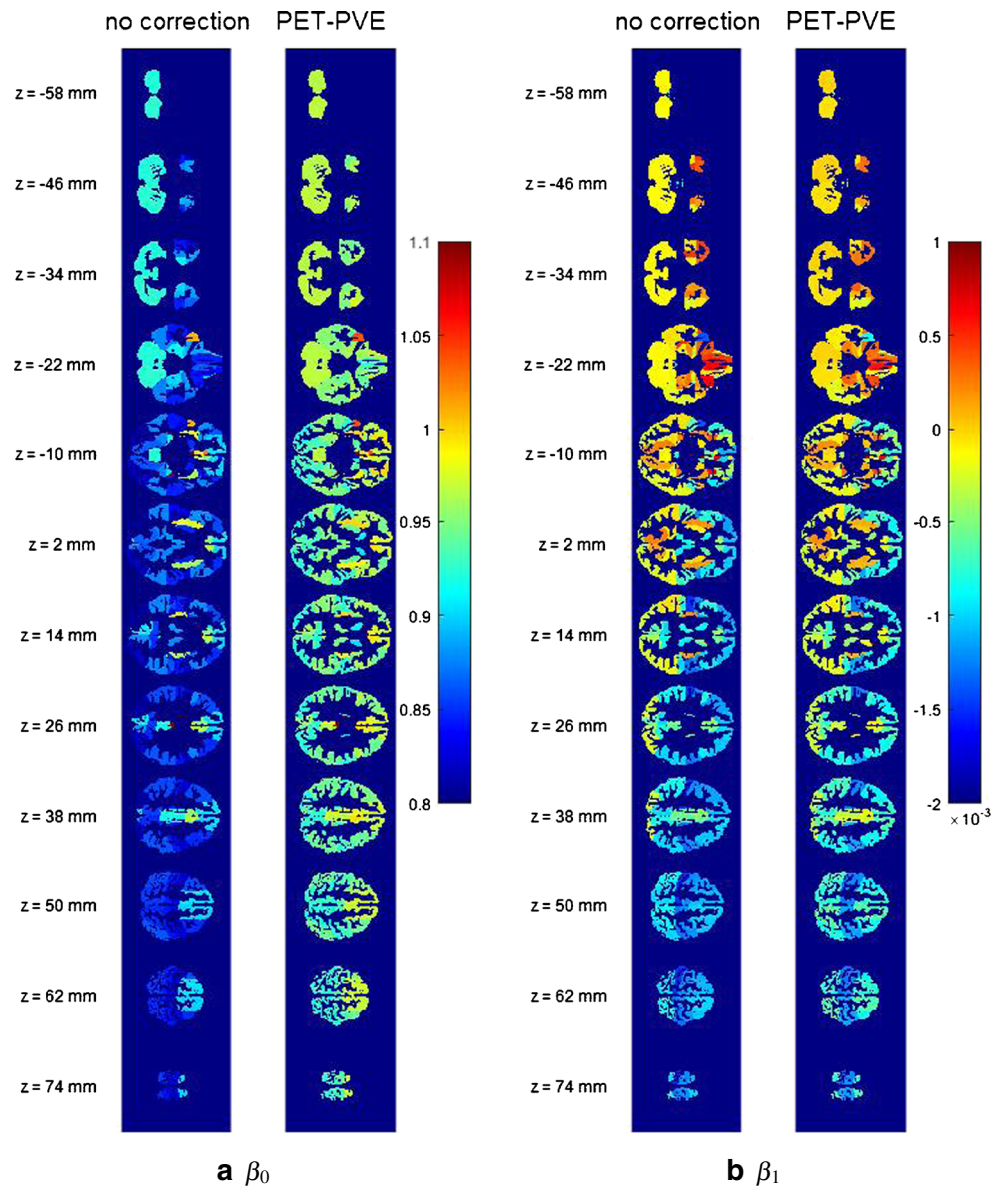 no correction PET-PVE no correction PET-PVE
z = -58 mm z = -58 mm
z = -46 mm z = -46 mm
z = -34 mm z = -34 mm
1.1 1
z = -22 mm z = -22 mm
1.05 0.5
z = -10 mm z = -10 mm
1 0
z = 2 mm z = 2 mm
0.95 -0.5
z = 14 mm z = 14 mm
0.9 -1
z = 26 mm z = 26 mm
0.85 -1.5
z = 38 mm z = 38 mm
0.8 -2
× 10⁻³
z = 50 mm z = 50 mm
z = 62 mm z = 62 mm
z = 74 mm z = 74 mm
a β₀ b β₁